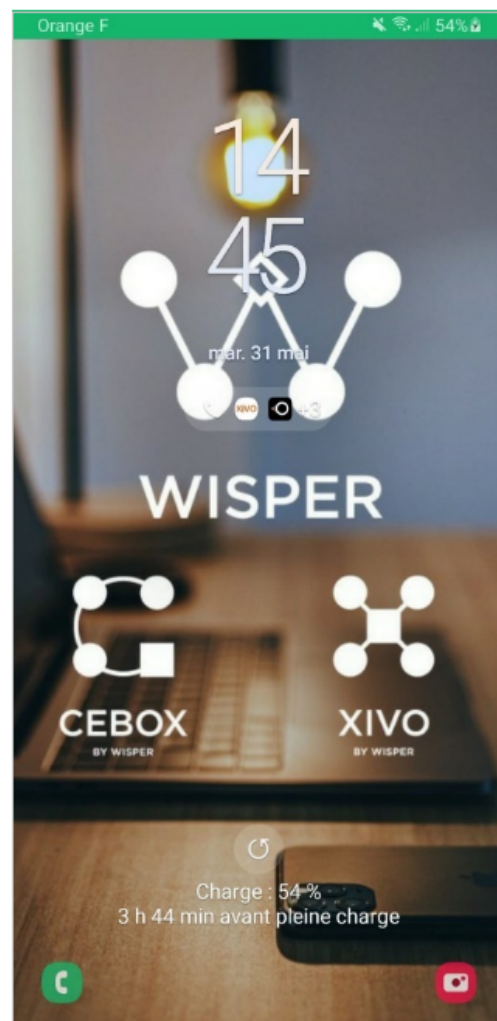 Orange F 54%
14
45
mar. 31 mai
XIVO +3
WISPER
CEBOX
BY WISPER
XIVO
BY WISPER
Charge : 54 %
3 h 44 min avant pleine charge